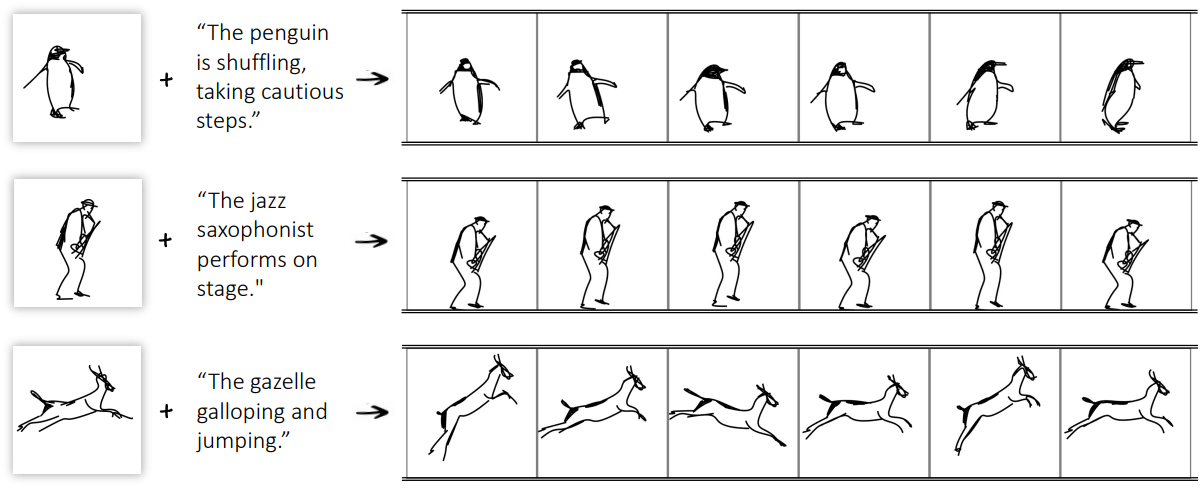 “The penguin
is shuffling,
taking cautious
steps.”
“The jazz
saxophonist
performs on
stage."
“The gazelle
galloping and
jumping.”